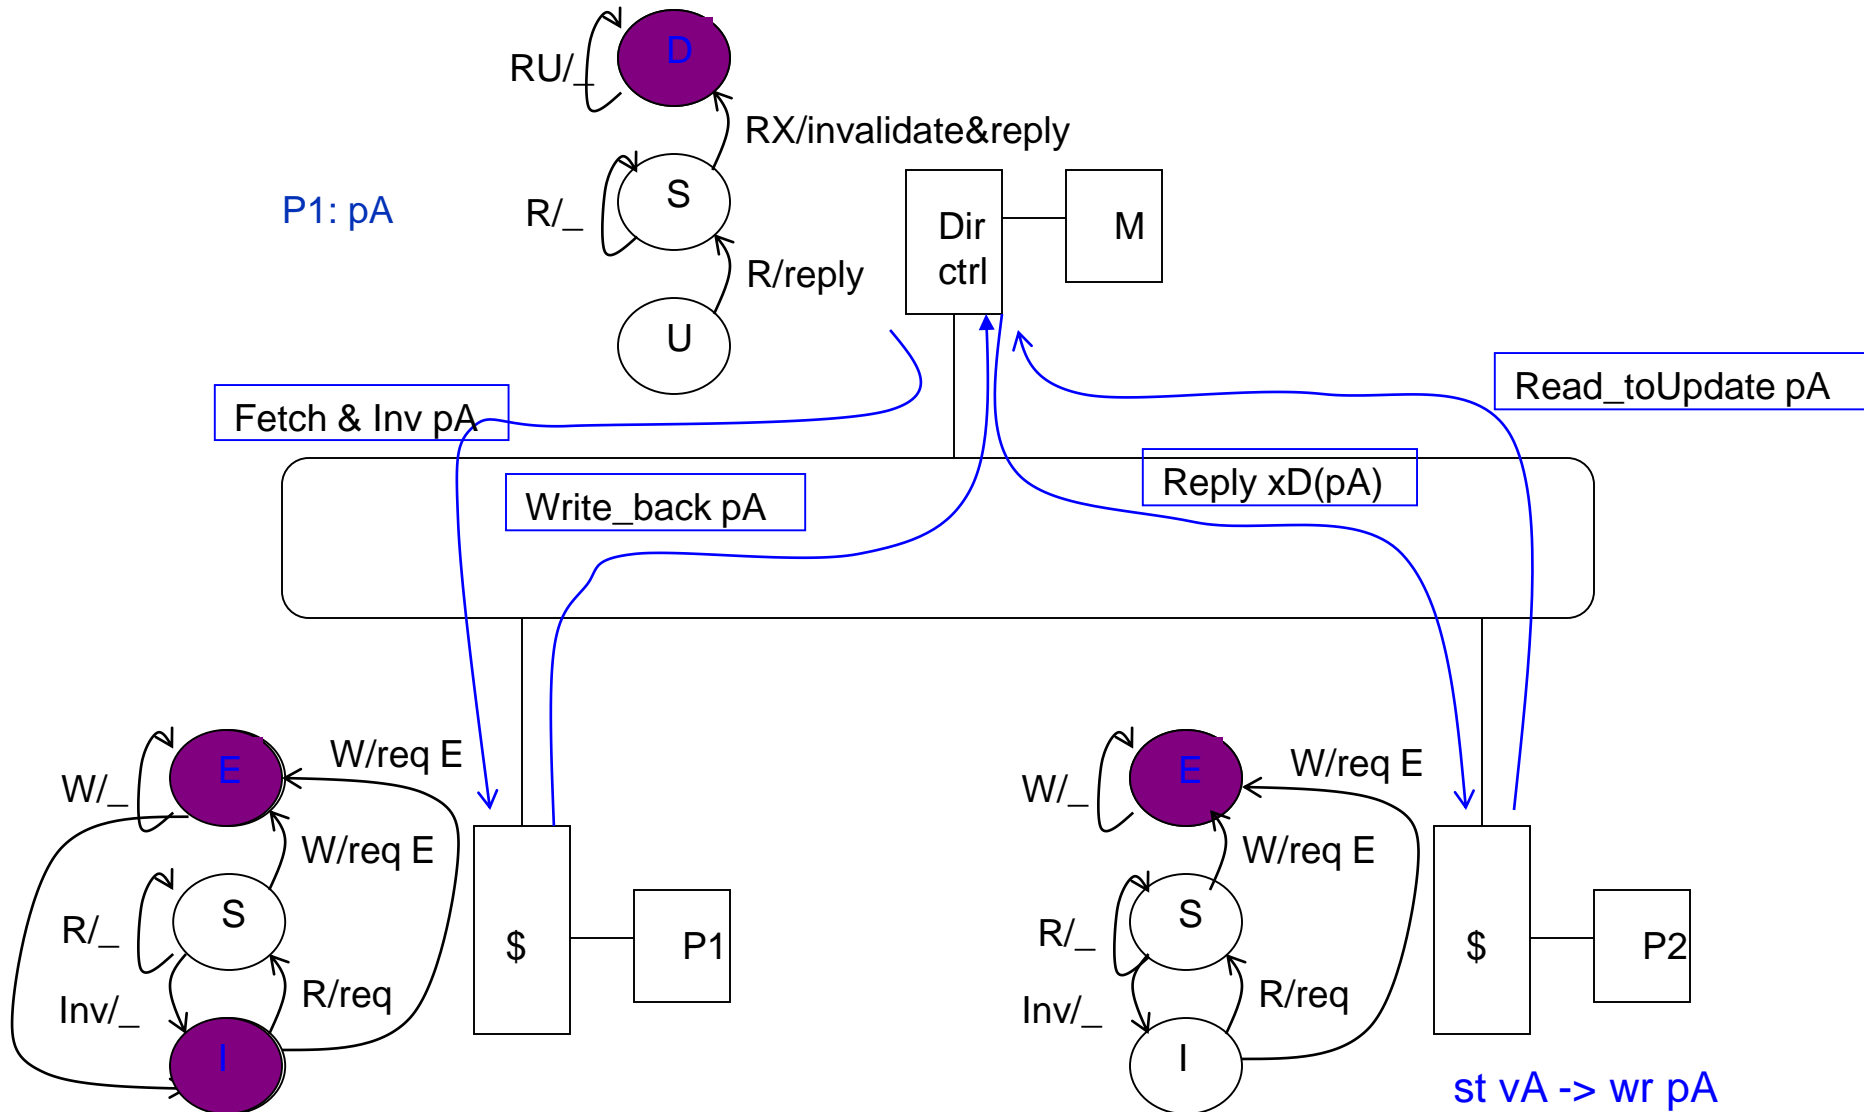 D
RU/_
RX/invalidate&reply
S
P1: pA
R/_
Dir
ctrl
M
R/reply
U
Read_toUpdate pA
Fetch & Inv pA
Reply xD(pA)
Write_back pA
E
W/req E
W/_
W/req E
S
R/_
$
P1
R/req
Inv/_
I
E
W/req E
W/_
W/req E
S
R/_
$
P2
R/req
Inv/_
I
st vA -> wr pA